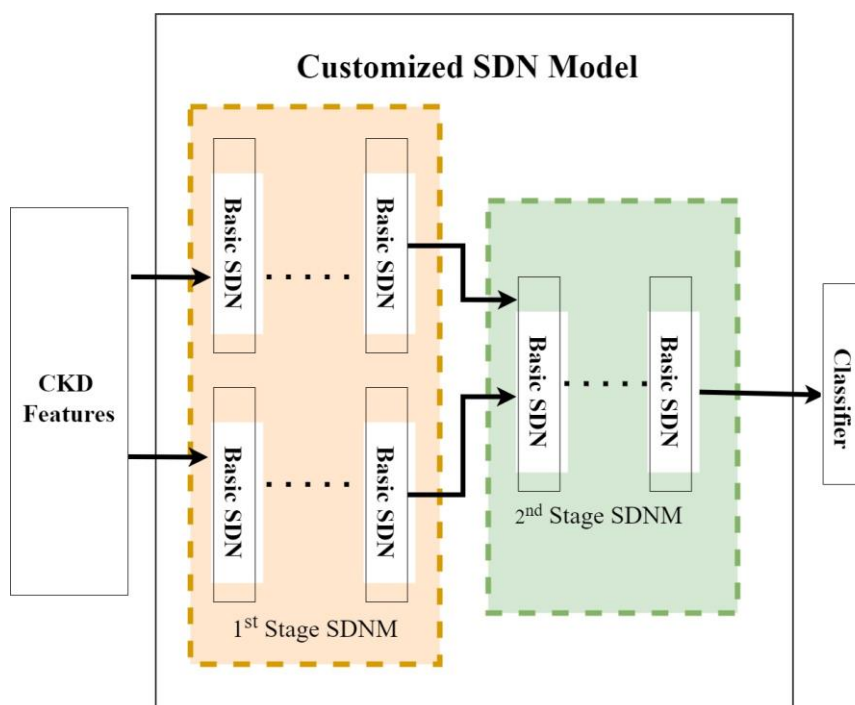 Customized SDN Model
Basic SDN
Basic SDN
Basic SDN
Basic SDN
1st Stage SDNM
CKD
Features
Basic SDN
Basic SDN
2nd Stage SDNM
Classifier